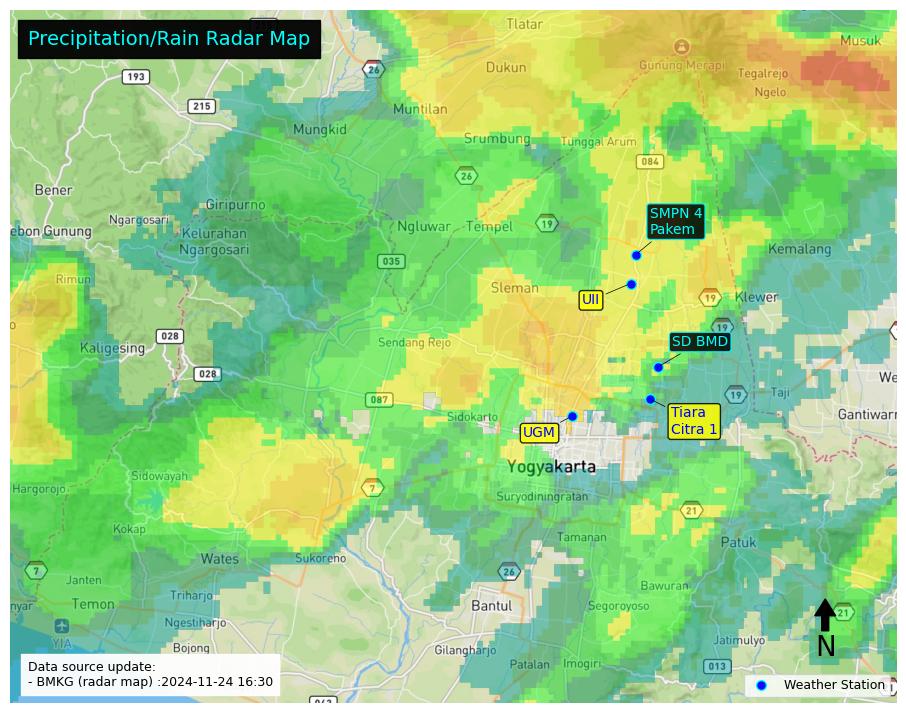 Precipitation/Rain Radar Map
Tlatar
Musuk
Gunung Merapi
26
Dukun
Tegalrejo
193
Ngelo
215
Muntilan
Mungkid
Srumbung
Tunggal Arum
084
26
Bener
Giripurno
SMPN 4
Pakem
Ngargosari
Ngluwar
Tempel
19
ebon Gunung
Kelurahan
Ngargosari
Kemalang
035
Rimun
Sleman
UII
19
Klewer
19
028
Sendang Rejo
SD BMD
Kaligesing
028
We
Taji
19
087
Sidokarto
Tiara
Citra 1
Gantiwarn
UGM
Yogyakarta
Sidowayah
Hargorojo
7
Suryodiningratan
21
Kokap
Tamanan
Patuk
Wates
Sukoreno
7
26
Janten
Bawuran
Temon
nyar
Triharjo
Bantul
Segoroyoso
21
Ngestiharjo
YIA
N
Bojong
Gilangharjo
Jatimulyo
Patalan
Imogiri
013
Data source update:
- BMKG (radar map) :2024-11-24 16:30
Weather Station